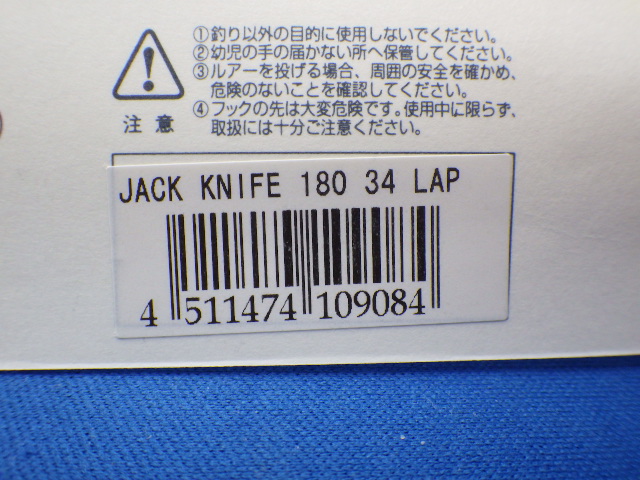 ①釣り以外の目的に使用しないでください。
②幼児の手の届かない所へ保管してください。
③ルアーを投げる場合、周囲の安全を確かめ、
危険のないことを確認してください。
④フックの先は大変危険です。使用中に限らず、
取扱には十分ご注意ください。
注意
JACK KNIFE 180 34 LAP
4 511474 109084